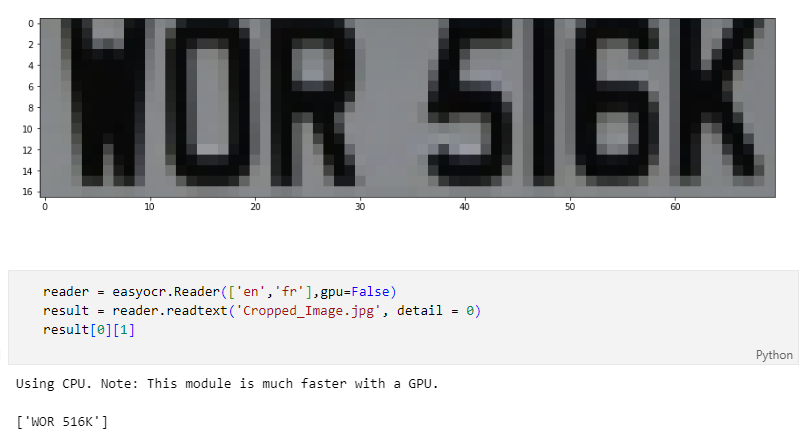 WOR 516K
0
2
4
6
8
10
12
14
16
0 10 20 30 40 50 60
reader = easyocr.Reader(['en','fr'],gpu=False)
result = reader.readtext('Cropped_Image.jpg', detail = 0)
result[0][1]
Python
Using CPU. Note: This module is much faster with a GPU.
['WOR 516K']